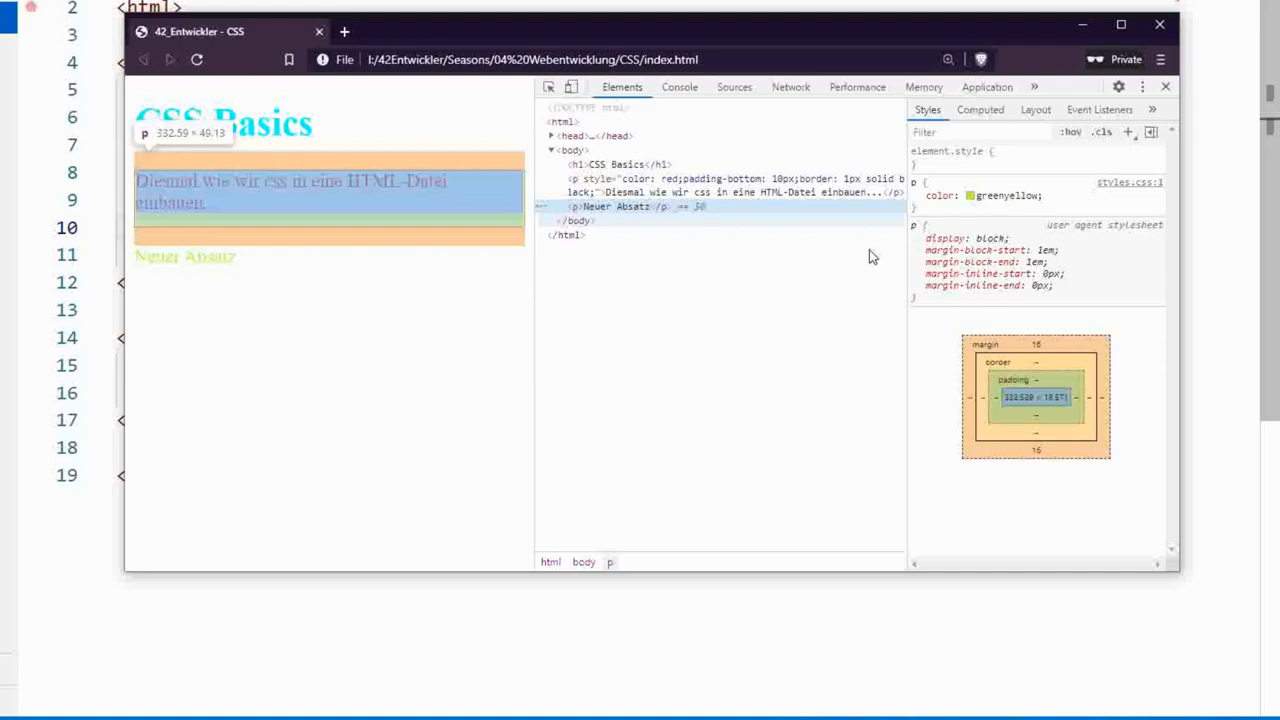 2 <html>
3
4
5
6
7
8
9
10
11
12
13
14
15
16
17
18
19
42_Entwickler - CSS
File I:/42Entwickler/Seasons/04%20Webentwicklung/CSS/index.html
Private
CSS Basics
p 332.59 × 49.13
Diesmal wie wir css in eine HTML-Datei
einbauen...
Neuer Absatz
Elements Console Sources Network Performance Memory Application »
<!DOCTYPE html>
<html>
<head>…</head>
<body>
<h1>CSS Basics</h1>
<p style="color: red;padding-bottom: 10px;border: 1px solid b
lack;">Diesmal wie wir css in eine HTML-Datei einbauen...</p>
<p>Neuer Absatz</p> == $0
</body>
</html>
html body p
Styles Computed Layout Event Listeners »
Filter :hov .cls +
element.style {
}
p { styles.css:1
color: greenyellow;
}
p { user agent stylesheet
display: block;
margin-block-start: 1em;
margin-block-end: 1em;
margin-inline-start: 0px;
margin-inline-end: 0px;
}
margin 16
border –
padding –
–
–
16